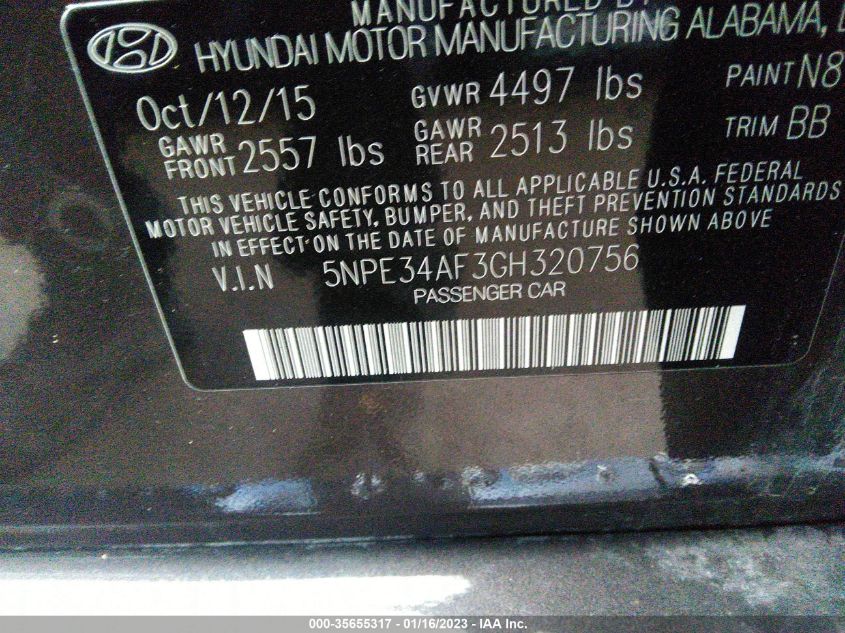 MANUFACTURED BY
HYUNDAI MOTOR MANUFACTURING ALABAMA, L
Oct/12/15 GVWR 4497 lbs PAINT N8
GAWR FRONT 2557 lbs GAWR REAR 2513 lbs TRIM BB
THIS VEHICLE CONFORMS TO ALL APPLICABLE U.S.A. FEDERAL
MOTOR VEHICLE SAFETY, BUMPER, AND THEFT PREVENTION STANDARDS
IN EFFECT ON THE DATE OF MANUFACTURE SHOWN ABOVE
V.I.N 5NPE34AF3GH320756
PASSENGER CAR
000-35655317 - 01/16/2023 - IAA Inc.